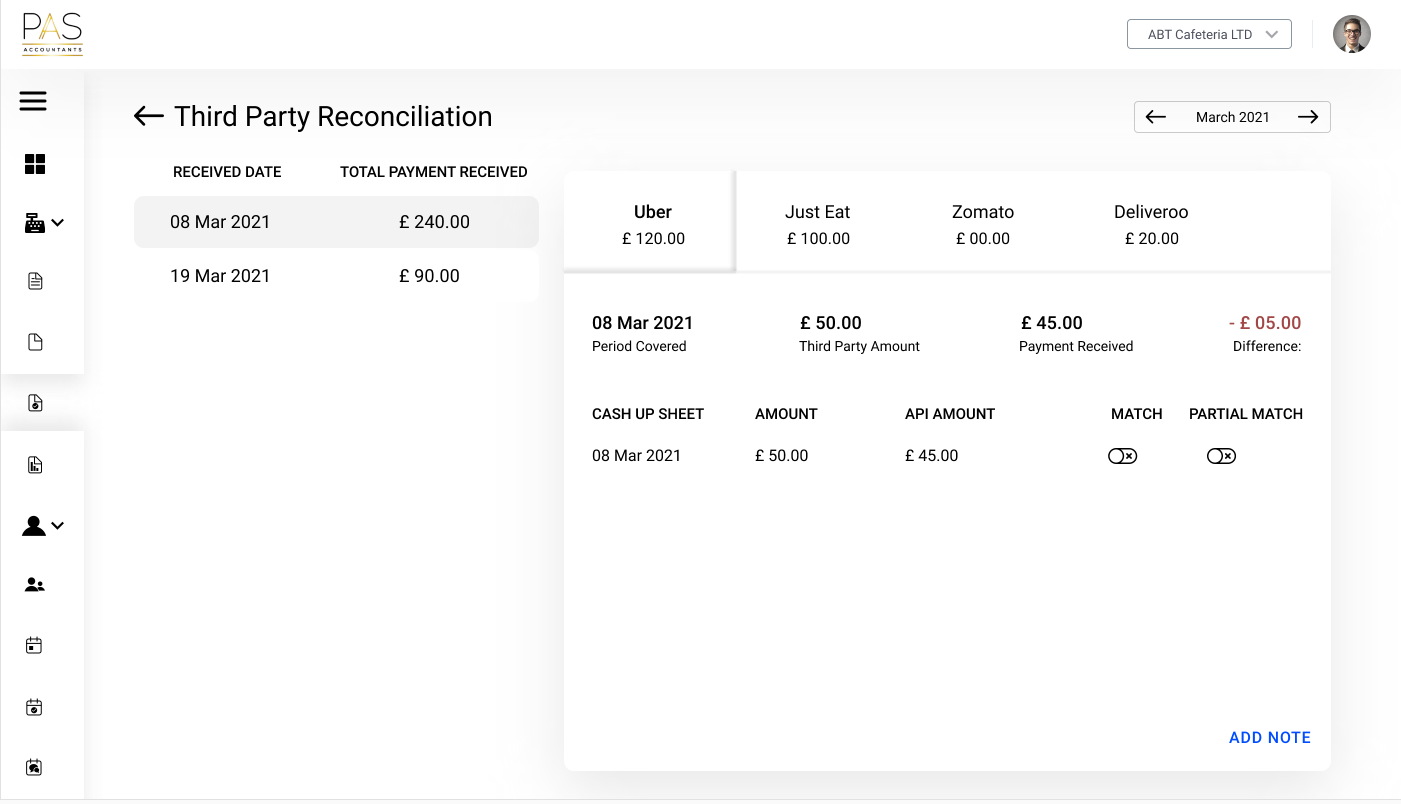 PAS
ACCOUNTANTS
ABT Cafeteria LTD
Third Party Reconciliation
March 2021
RECEIVED DATE TOTAL PAYMENT RECEIVED
08 Mar 2021 £ 240.00
19 Mar 2021 £ 90.00
Uber Just Eat Zomato Deliveroo
£ 120.00 £ 100.00 £ 00.00 £ 20.00
08 Mar 2021 £ 50.00 £ 45.00 - £ 05.00
Period Covered Third Party Amount Payment Received Difference:
CASH UP SHEET AMOUNT API AMOUNT MATCH PARTIAL MATCH
08 Mar 2021 £ 50.00 £ 45.00
ADD NOTE